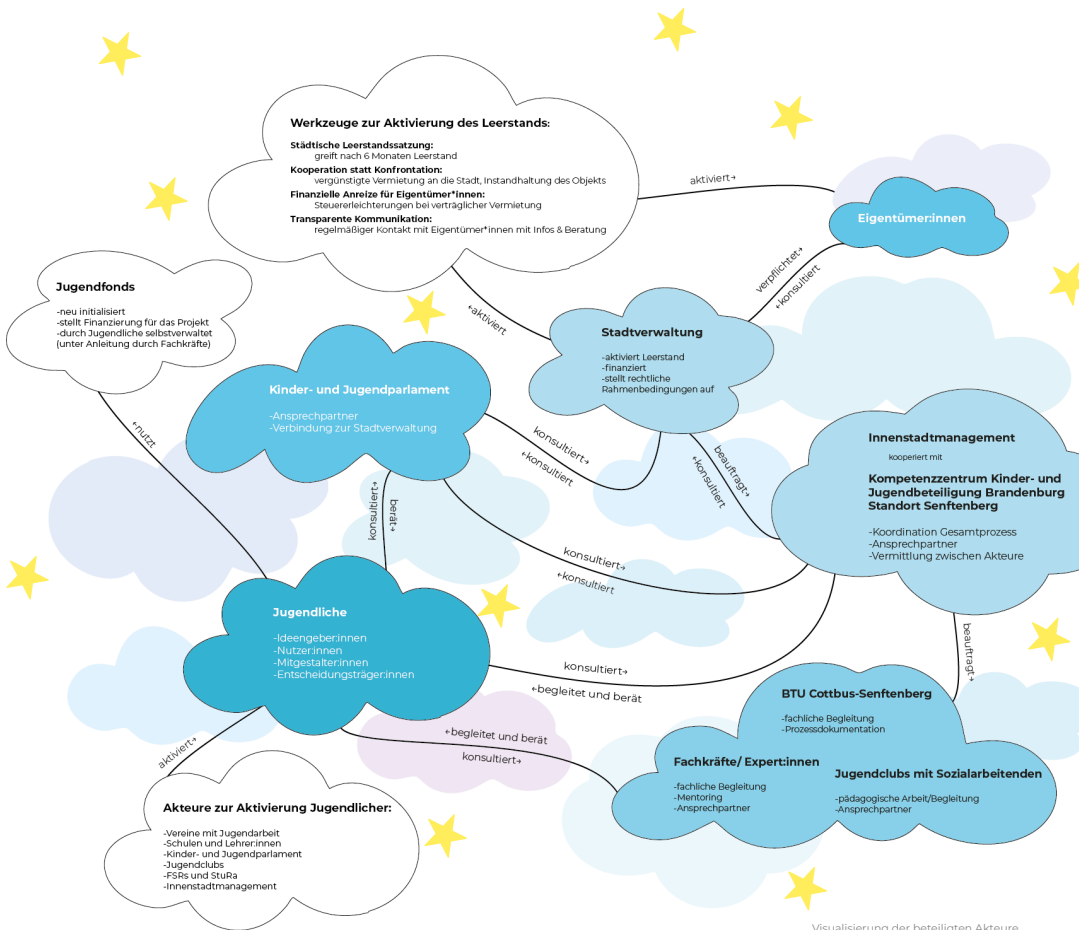 Werkzeuge zur Aktivierung des Leerstands:
Städtische Leerstandssatzung:
greift nach 6 Monaten Leerstand
Kooperation statt Konfrontation:
vergünstigte Vermietung an die Stadt, Instandhaltung des Objekts
Finanzielle Anreize für Eigentümer*innen:
Steuererleichterungen bei verträglicher Vermietung
Transparente Kommunikation:
regelmäßiger Kontakt mit Eigentümer*innen mit Infos & Beratung
aktiviert→
Eigentümer:innen
verpflichtet→
←konsultiert
←aktiviert
Jugendfonds
-neu initialisiert
-stellt Finanzierung für das Projekt
-durch Jugendliche selbstverwaltet
(unter Anleitung durch Fachkräfte)
Stadtverwaltung
-aktiviert Leerstand
-finanziert
-stellt rechtliche
Rahmenbedingungen auf
Kinder- und Jugendparlament
-Ansprechpartner
-Verbindung zur Stadtverwaltung
←nutzt
konsultiert→
←konsultiert
beauftragt→
←konsultiert
Innenstadtmanagement
kooperiert mit
Kompetenzzentrum Kinder- und
Jugendbeteiligung Brandenburg
Standort Senftenberg
-Koordination Gesamtprozess
-Ansprechpartner
-Vermittlung zwischen Akteure
konsultiert→
berät→
konsultiert→
←konsultiert
Jugendliche
-Ideengeber:innen
-Nutzer:innen
-Mitgestalter:innen
-Entscheidungsträger:innen
konsultiert→
←begleitet und berät
beauftragt→
BTU Cottbus-Senftenberg
-fachliche Begleitung
-Prozessdokumentation
←begleitet und berät
konsultiert→
Fachkräfte/ Expert:innen
-fachliche Begleitung
-Mentoring
-Ansprechpartner
Jugendclubs mit Sozialarbeitenden
-pädagogische Arbeit/Begleitung
-Ansprechpartner
aktiviert→
Akteure zur Aktivierung Jugendlicher:
-Vereine mit Jugendarbeit
-Schulen und Lehrer:innen
-Kinder- und Jugendparlament
-Jugendclubs
-FSRs und StuRa
-Innenstadtmanagement
Visualisierung der beteiligten Akteure